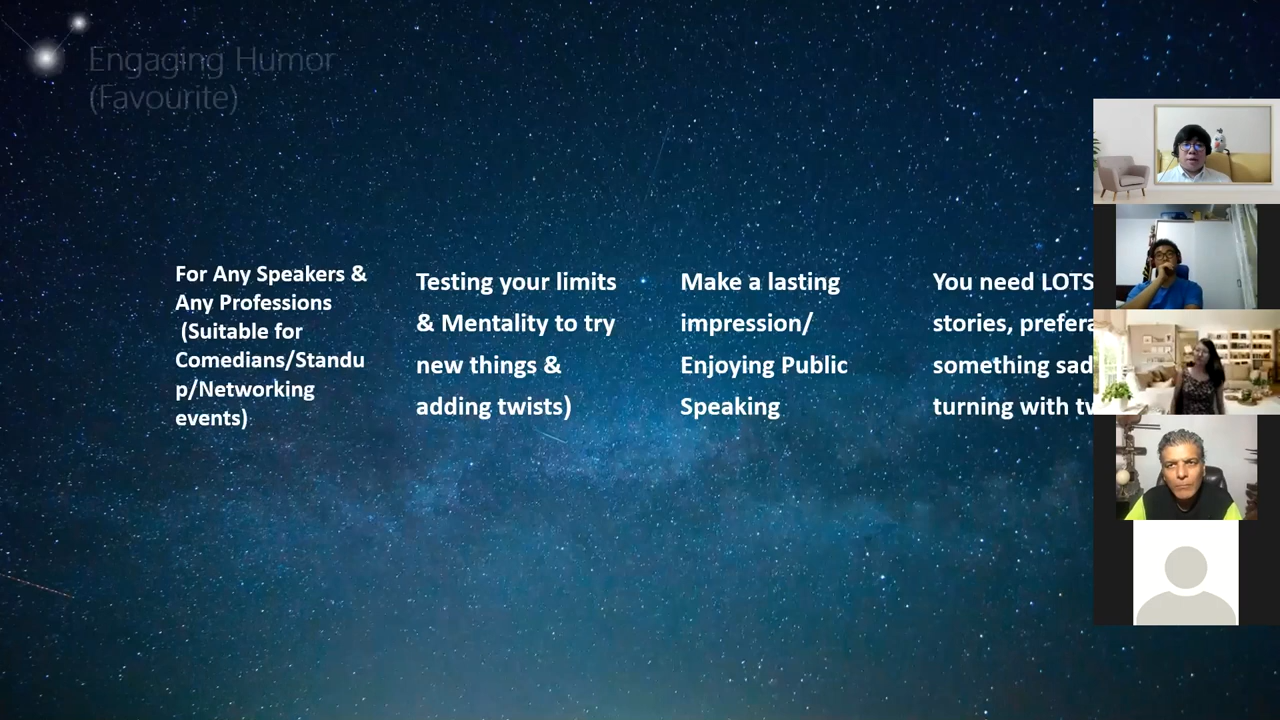 Engaging Humor
(Favourite)
For Any Speakers &
Any Professions
(Suitable for
Comedians/Standu
p/Networking
events)
Testing your limits
& Mentality to try
new things &
adding twists)
Make a lasting
impression/
Enjoying Public
Speaking
You need LOTS
stories,
something sad
turning with